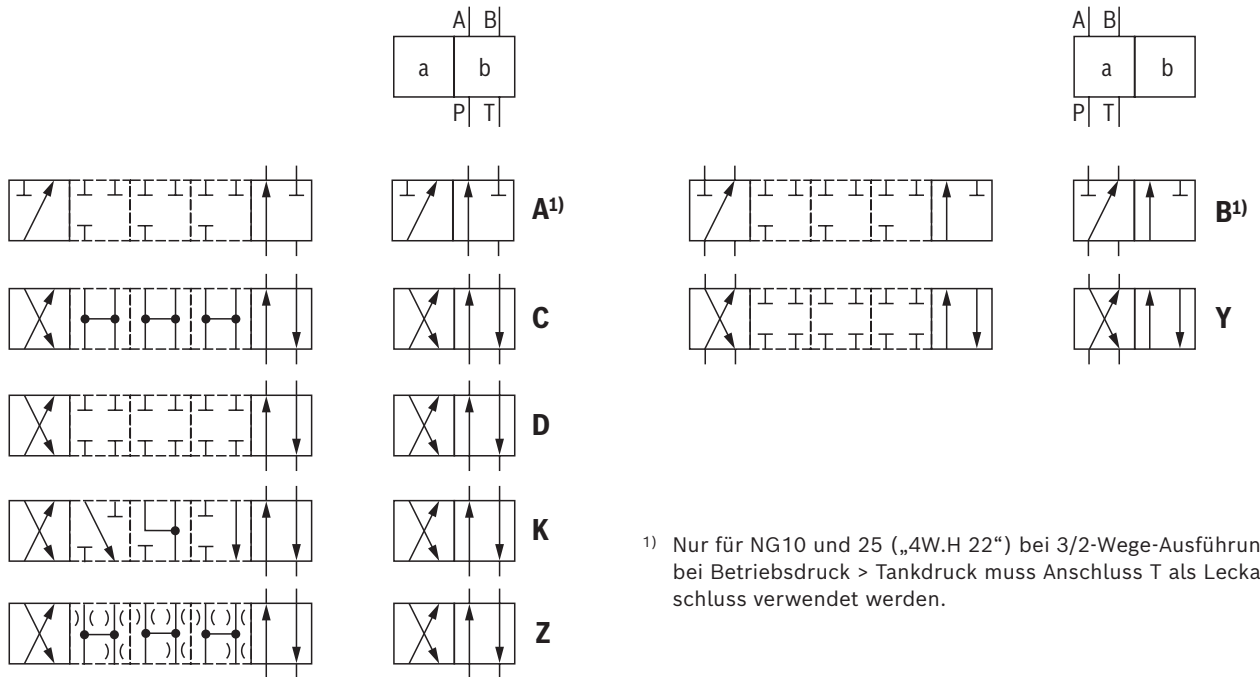 A B
a b
P T
A B
a b
P T
A¹⁾
B¹⁾
C
Y
D
K
Z
¹⁾ Nur für NG10 und 25 („4W.H 22“) bei 3/2-Wege-Ausführun
bei Betriebsdruck > Tankdruck muss Anschluss T als Lecka
schluss verwendet werden.